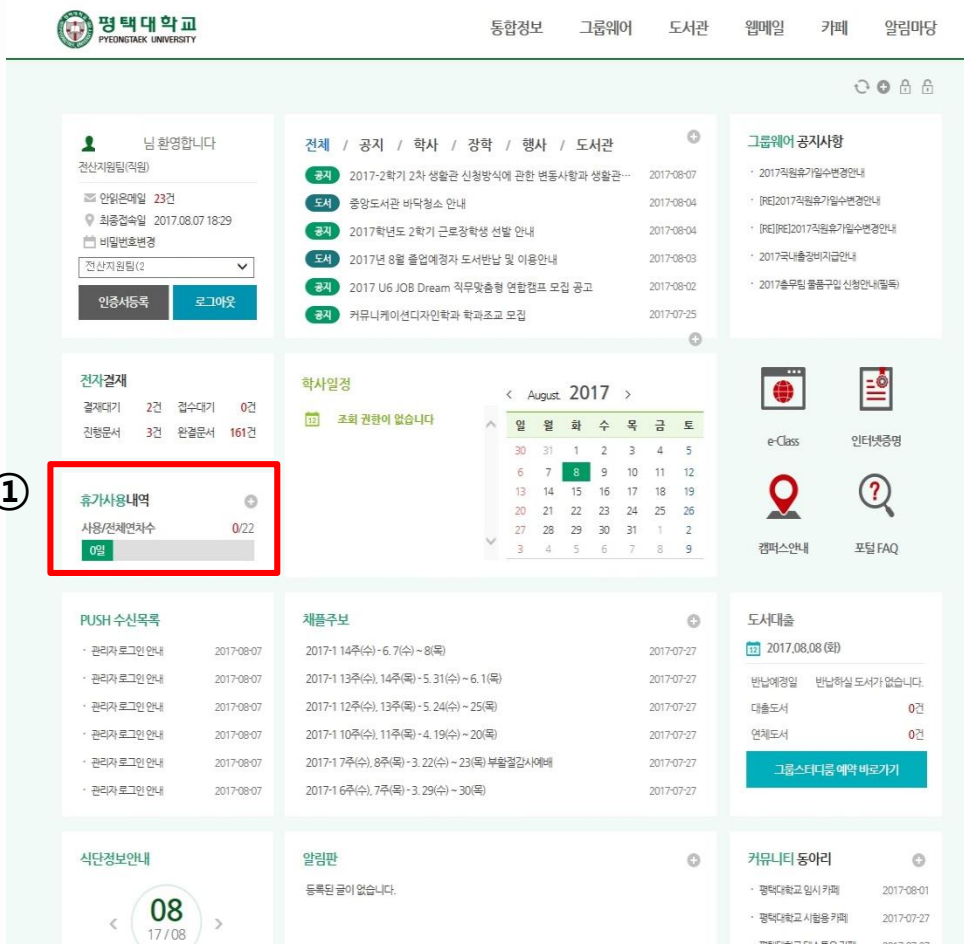 평택대학교
PYEONGTAEK UNIVERSITY
통합정보 그룹웨어 도서관 웹메일 카페 알림마당
님 환영합니다
전산지원팀(직원)
안읽은메일 23건
최종접속일 2017.08.07 18:29
비밀번호변경
전산지원팀(2
인증서등록 로그아웃
전체 / 공지 / 학사 / 장학 / 행사 / 도서관
공지 2017-2학기 2차 생활관 신청방식에 관한 변동사항과 생활관… 2017-08-07
도서 중앙도서관 바닥청소 안내 2017-08-04
공지 2017학년도 2학기 근로장학생 선발 안내 2017-08-04
도서 2017년 8월 졸업예정자 도서반납 및 이용안내 2017-08-03
공지 2017 U6 JOB Dream 직무맞춤형 연합캠프 모집 공고 2017-08-02
공지 커뮤니케이션디자인학과 학과조교 모집 2017-07-25
그룹웨어 공지사항
· 2017직원휴가일수변경안내
· [RE]2017직원휴가일수변경안내
· [RE][RE]2017직원휴가일수변경안내
· 2017국내출장비지급안내
· 2017총무팀 물품구입 신청안내(필독)
전자결재
결재대기 2건 접수대기 0건
진행문서 3건 완결문서 161건
①
휴가사용내역
사용/전체연차수 0/22
0일
학사일정
12 조회 권한이 없습니다
< August. 2017 >
일 월 화 수 목 금 토
30 31 1 2 3 4 5
6 7 8 9 10 11 12
13 14 15 16 17 18 19
20 21 22 23 24 25 26
27 28 29 30 31 1 2
3 4 5 6 7 8 9
e-Class 인터넷증명
캠퍼스안내 포털 FAQ
PUSH 수신목록
· 관리자 로그인 안내 2017-08-07
· 관리자 로그인 안내 2017-08-07
· 관리자 로그인 안내 2017-08-07
· 관리자 로그인 안내 2017-08-07
· 관리자 로그인 안내 2017-08-07
· 관리자 로그인 안내 2017-08-07
채플주보
2017-1 14주(수) - 6. 7(수) ~ 8(목) 2017-07-27
2017-1 13주(수), 14주(목) - 5. 31(수) ~ 6. 1(목) 2017-07-27
2017-1 12주(수), 13주(목) - 5. 24(수) ~ 25(목) 2017-07-27
2017-1 10주(수), 11주(목) - 4. 19(수) ~ 20(목) 2017-07-27
2017-1 7주(수), 8주(목) - 3. 22(수) ~ 23(목) 부활절감사예배 2017-07-27
2017-1 6주(수), 7주(목) - 3. 29(수) ~ 30(목) 2017-07-27
도서대출
12 2017.08.08 (화)
반납예정일 반납하실 도서가 없습니다.
대출도서 0건
연체도서 0건
그룹스터디룸 예약 바로가기
식단정보안내
< 08 >
17 / 08
알림판
등록된 글이 없습니다.
커뮤니티 동아리
· 평택대학교 임시 카페 2017-08-01
· 평택대학교 시험용 카페 2017-07-27